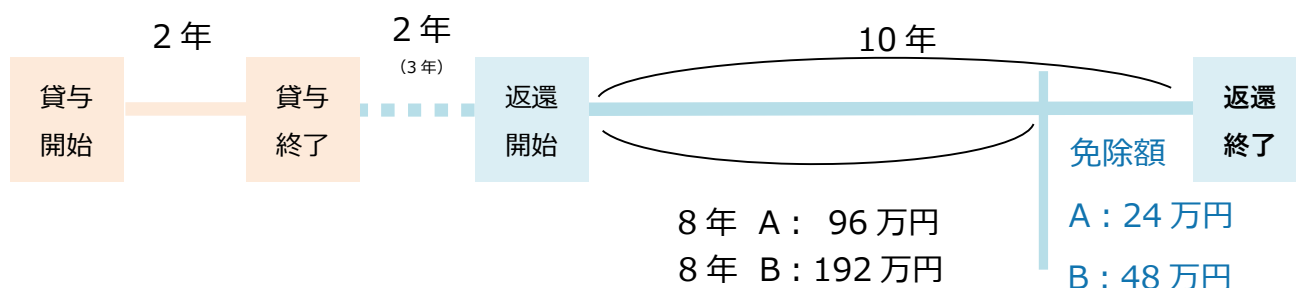 2年
2年
(3年)
10年
貸与
開始
貸与
終了
返還
開始
返還
終了
免除額
A:24万円
B:48万円
8年 A: 96万円
8年 B:192万円